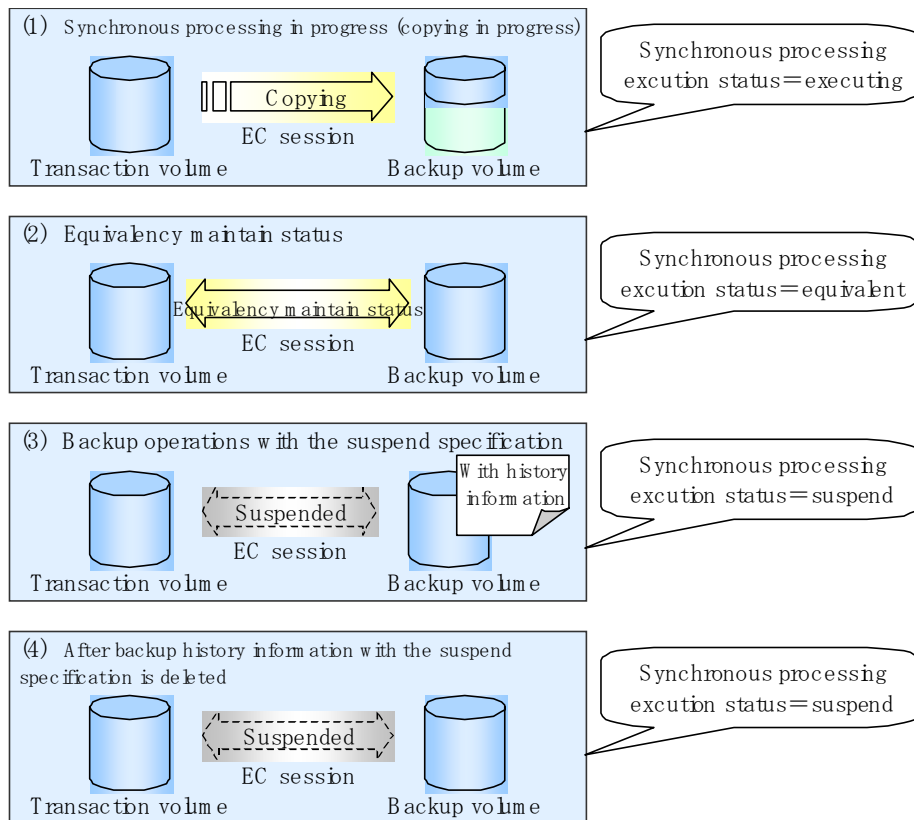 (1) Synchronous processing in progress (copying in progress)
Copying
EC session
Transaction volume
Backup volume
Synchronous processing
excution status=executing
(2) Equivalency maintain status
Equivalency maintain status
EC session
Transaction volume
Backup volume
Synchronous processing
excution status=equivalent
(3) Backup operations with the suspend specification
With history
information
Suspended
EC session
Transaction volume
Backup volume
Synchronous processing
excution status=suspend
(4) After backup history information with the suspend
specification is deleted
Suspended
EC session
Transaction volume
Backup volume
Synchronous processing
excution status=suspend